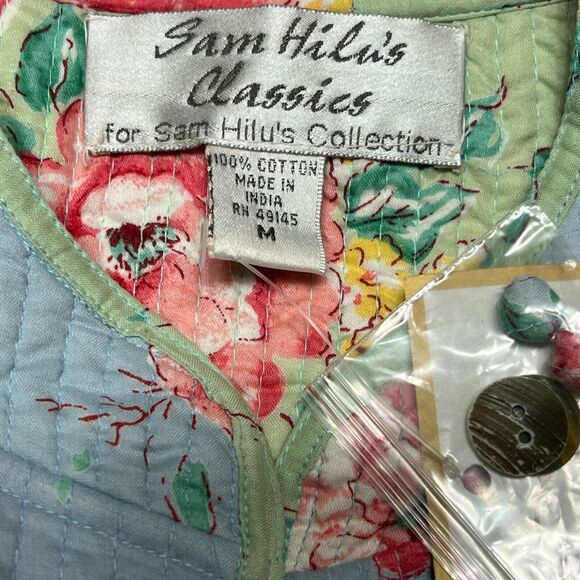 Sam Hilu's
Classics
for Sam Hilu's Collection
100% COTTON
MADE IN
INDIA
RN 49145
M